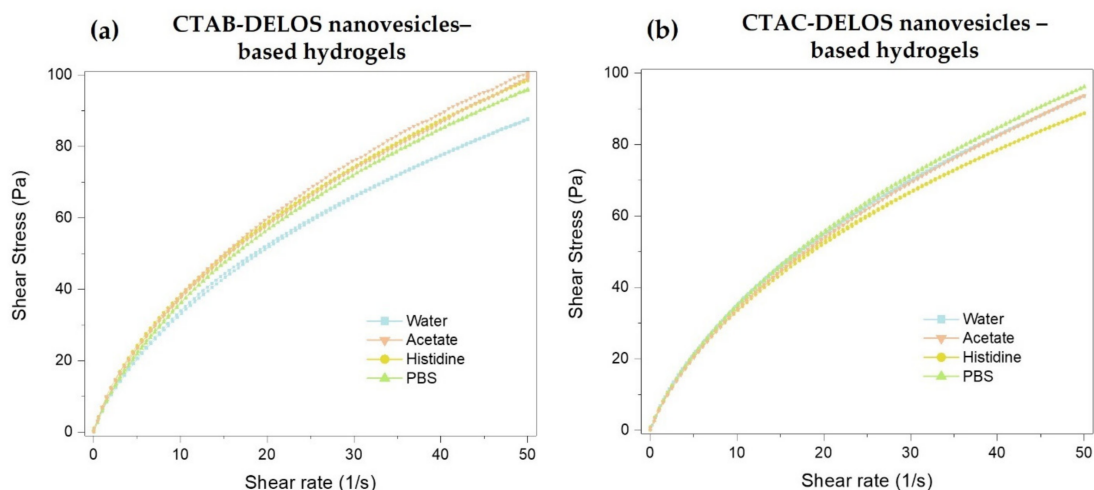 (a)
CTAB-DELOS nanovesicles–
based hydrogels
100
80
60
40
20
0
Shear Stress (Pa)
Water
Acetate
Histidine
PBS
0 10 20 30 40 50
Shear rate (1/s)
(b)
CTAC-DELOS nanovesicles –
based hydrogels
100
80
60
40
20
0
Shear Stress (Pa)
Water
Acetate
Histidine
PBS
0 10 20 30 40 50
Shear rate (1/s)